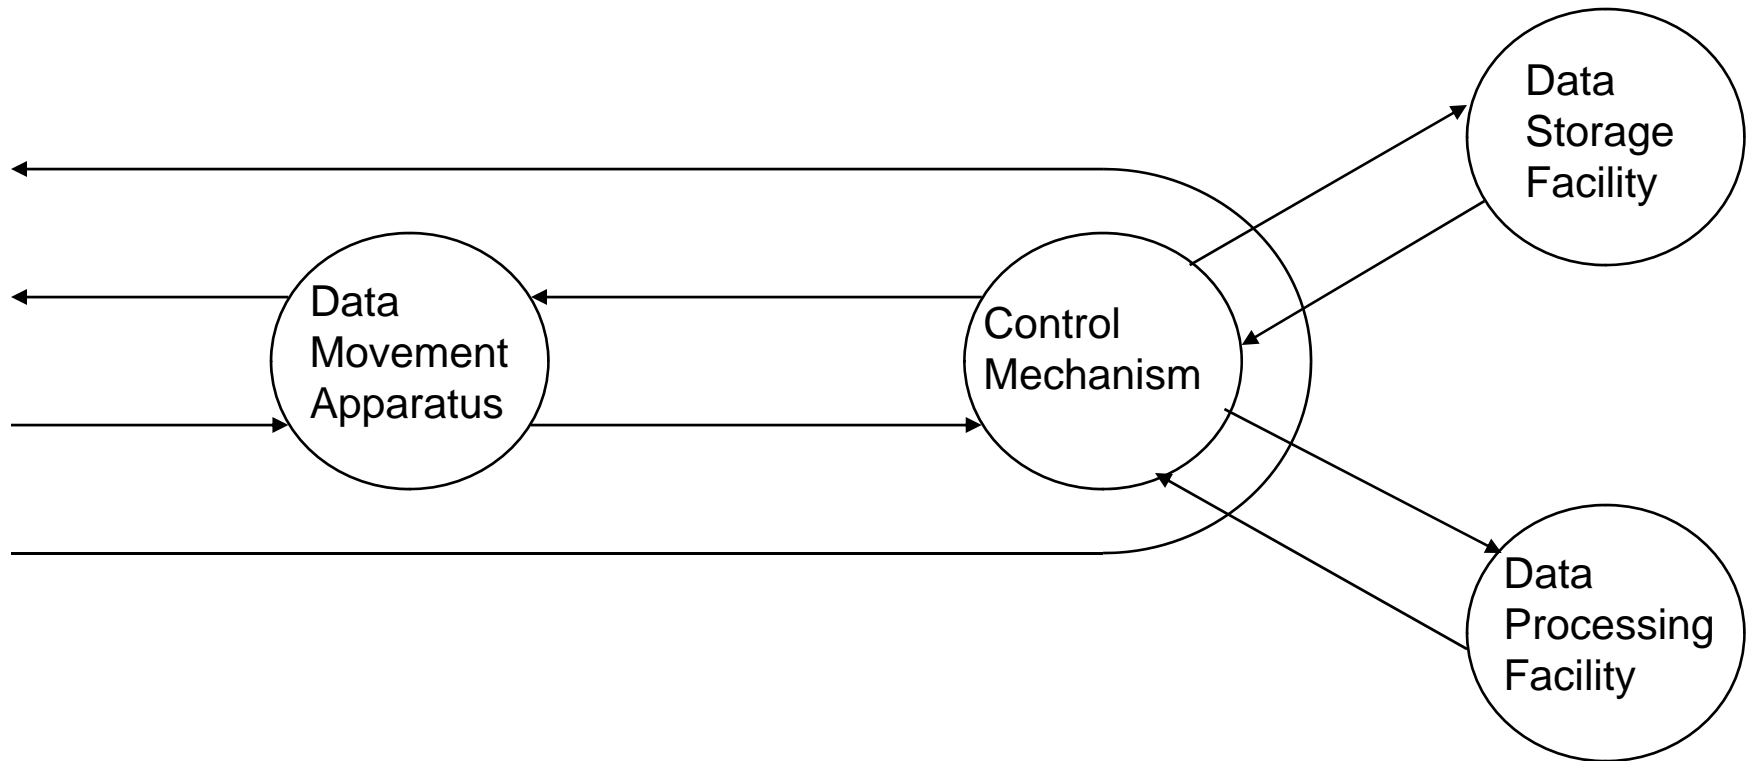 Data
Storage
Facility
Data
Movement
Apparatus
Control
Mechanism
Data
Processing
Facility